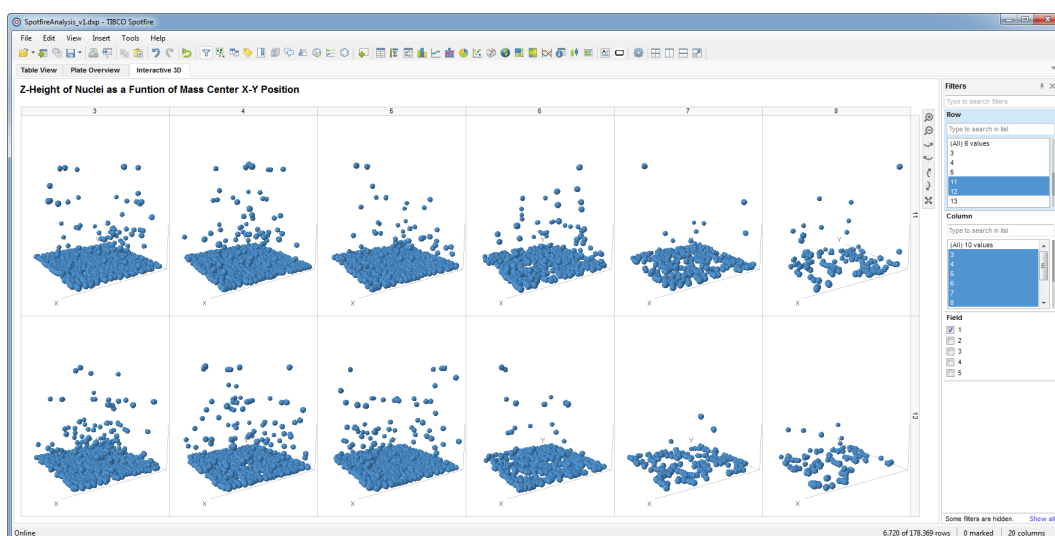 SpotfireAnalysis_v1.dxp - TIBCO Spotfire
File Edit View Insert Tools Help
Table View Plate Overview Interactive 3D
Z-Height of Nuclei as a Funtion of Mass Center X-Y Position
3 4 5 6 7 8
11
X X X Y X Y X Y X
12
X X X Y X Y X Y X
Filters
Type to search filters
Row
Type to search in list
(All) 6 values
3
4
5
11
12
13
Column
Type to search in list
(All) 10 values
3
4
5
6
7
8
Field
1
2
3
4
5
Some filters are hidden. Show all
Online 6.720 of 178.369 rows 0 marked 20 columns